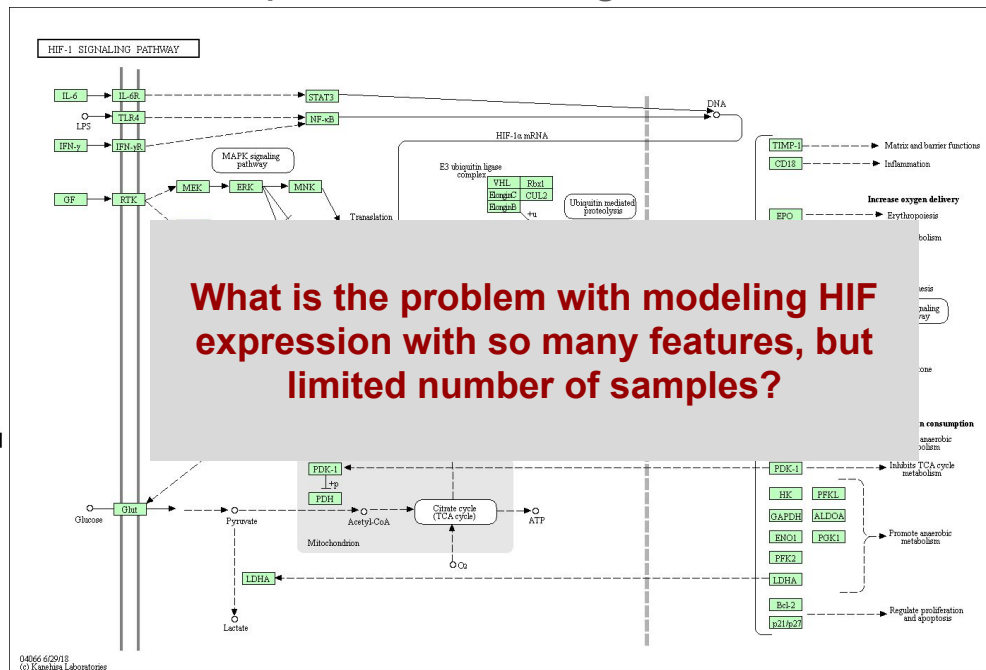 HIF-1 SIGNALING PATHWAY
IL-6
IL-6R
STAT3
DNA
LPS
TLR4
NF-κB
HIF-1α mRNA
IFN-γ
IFN-γR
MAPK signaling
pathway
E3 ubiquitin ligase
complex
TIMP-1
Matrix and barrier functions
CD18
Inflammation
GF
RTK
MEK
ERK
MNK
VHL
Rbx1
ElonginC
CUL2
ElonginB
+u
Ubiquitin mediated
proteolysis
Translation
Increase oxygen delivery
EPO
Erythropoiesis
What is the problem with modeling HIF
expression with so many features, but
limited number of samples?
consumption
anaerobic
PDK-1
+p
PDH
PDK-1
Inhibits TCA cycle
metabolism
Glucose
Glut
Pyruvate
Acetyl-CoA
Citrate cycle
(TCA cycle)
ATP
Mitochondrion
O2
HK
PFKL
GAPDH
ALDOA
ENO1
PGK1
Promote anaerobic
metabolism
PFK2
LDHA
LDHA
Lactate
Bcl-2
p21/p27
Regulate proliferation
and apoptosis
04066 6/29/18
(c) Kanehisa Laboratories